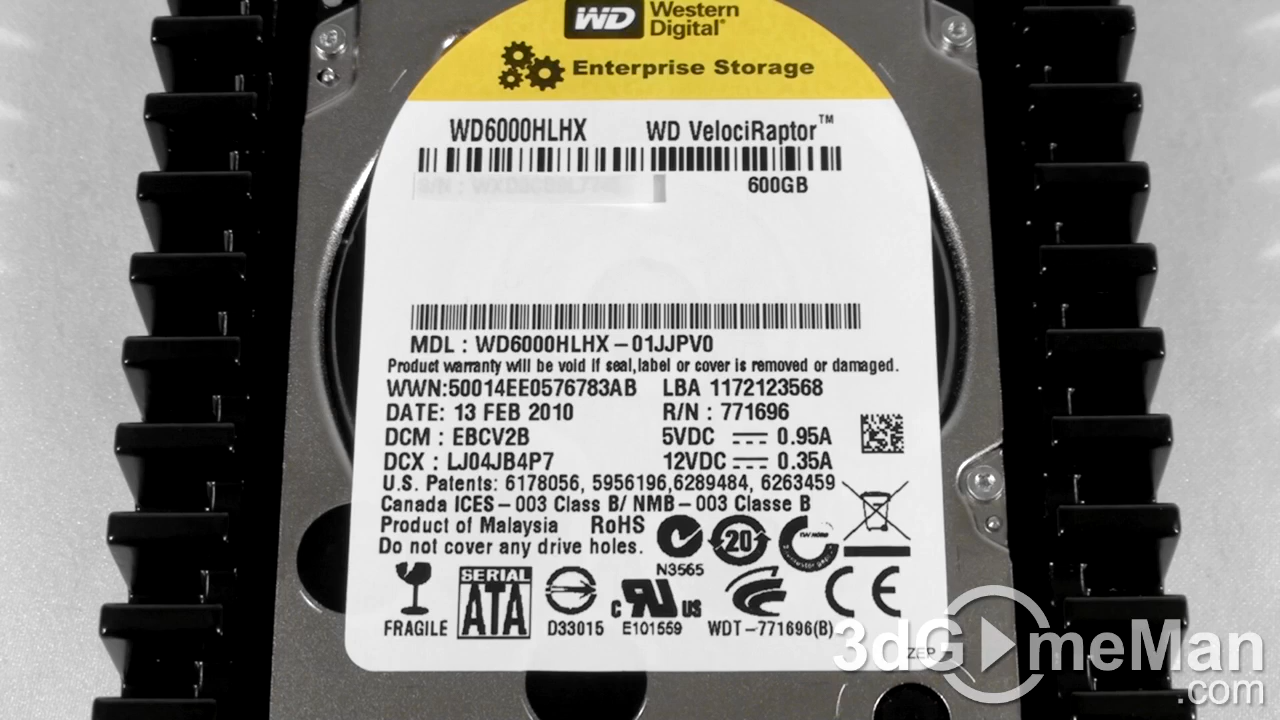 WD Western Digital®
Enterprise Storage
WD6000HLHX WD VelociRaptor™
600GB
MDL : WD6000HLHX-01JJPV0
Product warranty will be void if seal,label or cover is removed or damaged.
WWN:50014EE0576783AB LBA 1172123568
DATE: 13 FEB 2010 R/N : 771696
DCM : EBCV2B 5VDC 0.95A
DCX : LJ04JB4P7 12VDC 0.35A
U.S. Patents: 6178056, 5956196,6289484, 6263459
Canada ICES-003 Class B/ NMB-003 Classe B
Product of Malaysia RoHS
Do not cover any drive holes.
20
N3565
FRAGILE
SERIAL ATA
D33015
c RU US
E101559
WDT-771696(B)
CE
ZEP
3dGameMan
.com